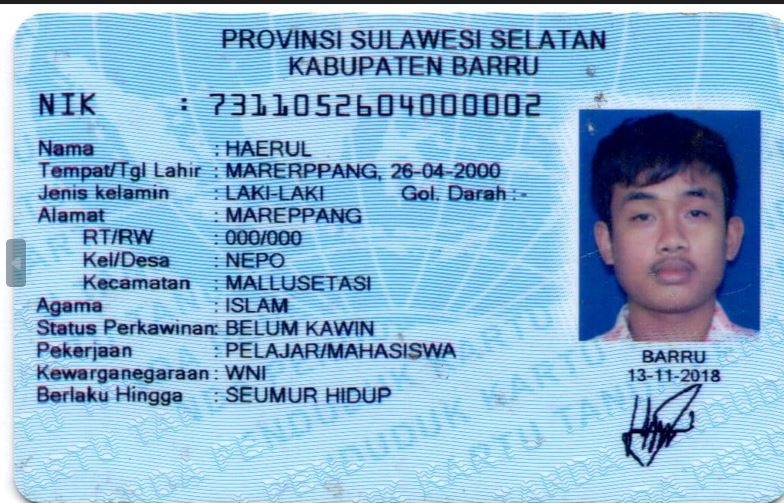 PROVINSI SULAWESI SELATAN
KABUPATEN BARRU
NIK : 7311052604000002
Nama : HAERUL
Tempat/Tgl Lahir : MARERPPANG, 26-04-2000
Jenis kelamin : LAKI-LAKI Gol. Darah : -
Alamat : MAREPPANG
RT/RW : 000/000
Kel/Desa : NEPO
Kecamatan : MALLUSETASI
Agama : ISLAM
Status Perkawinan: BELUM KAWIN
Pekerjaan : PELAJAR/MAHASISWA
Kewarganegaraan : WNI
Berlaku Hingga : SEUMUR HIDUP
BARRU
13-11-2018